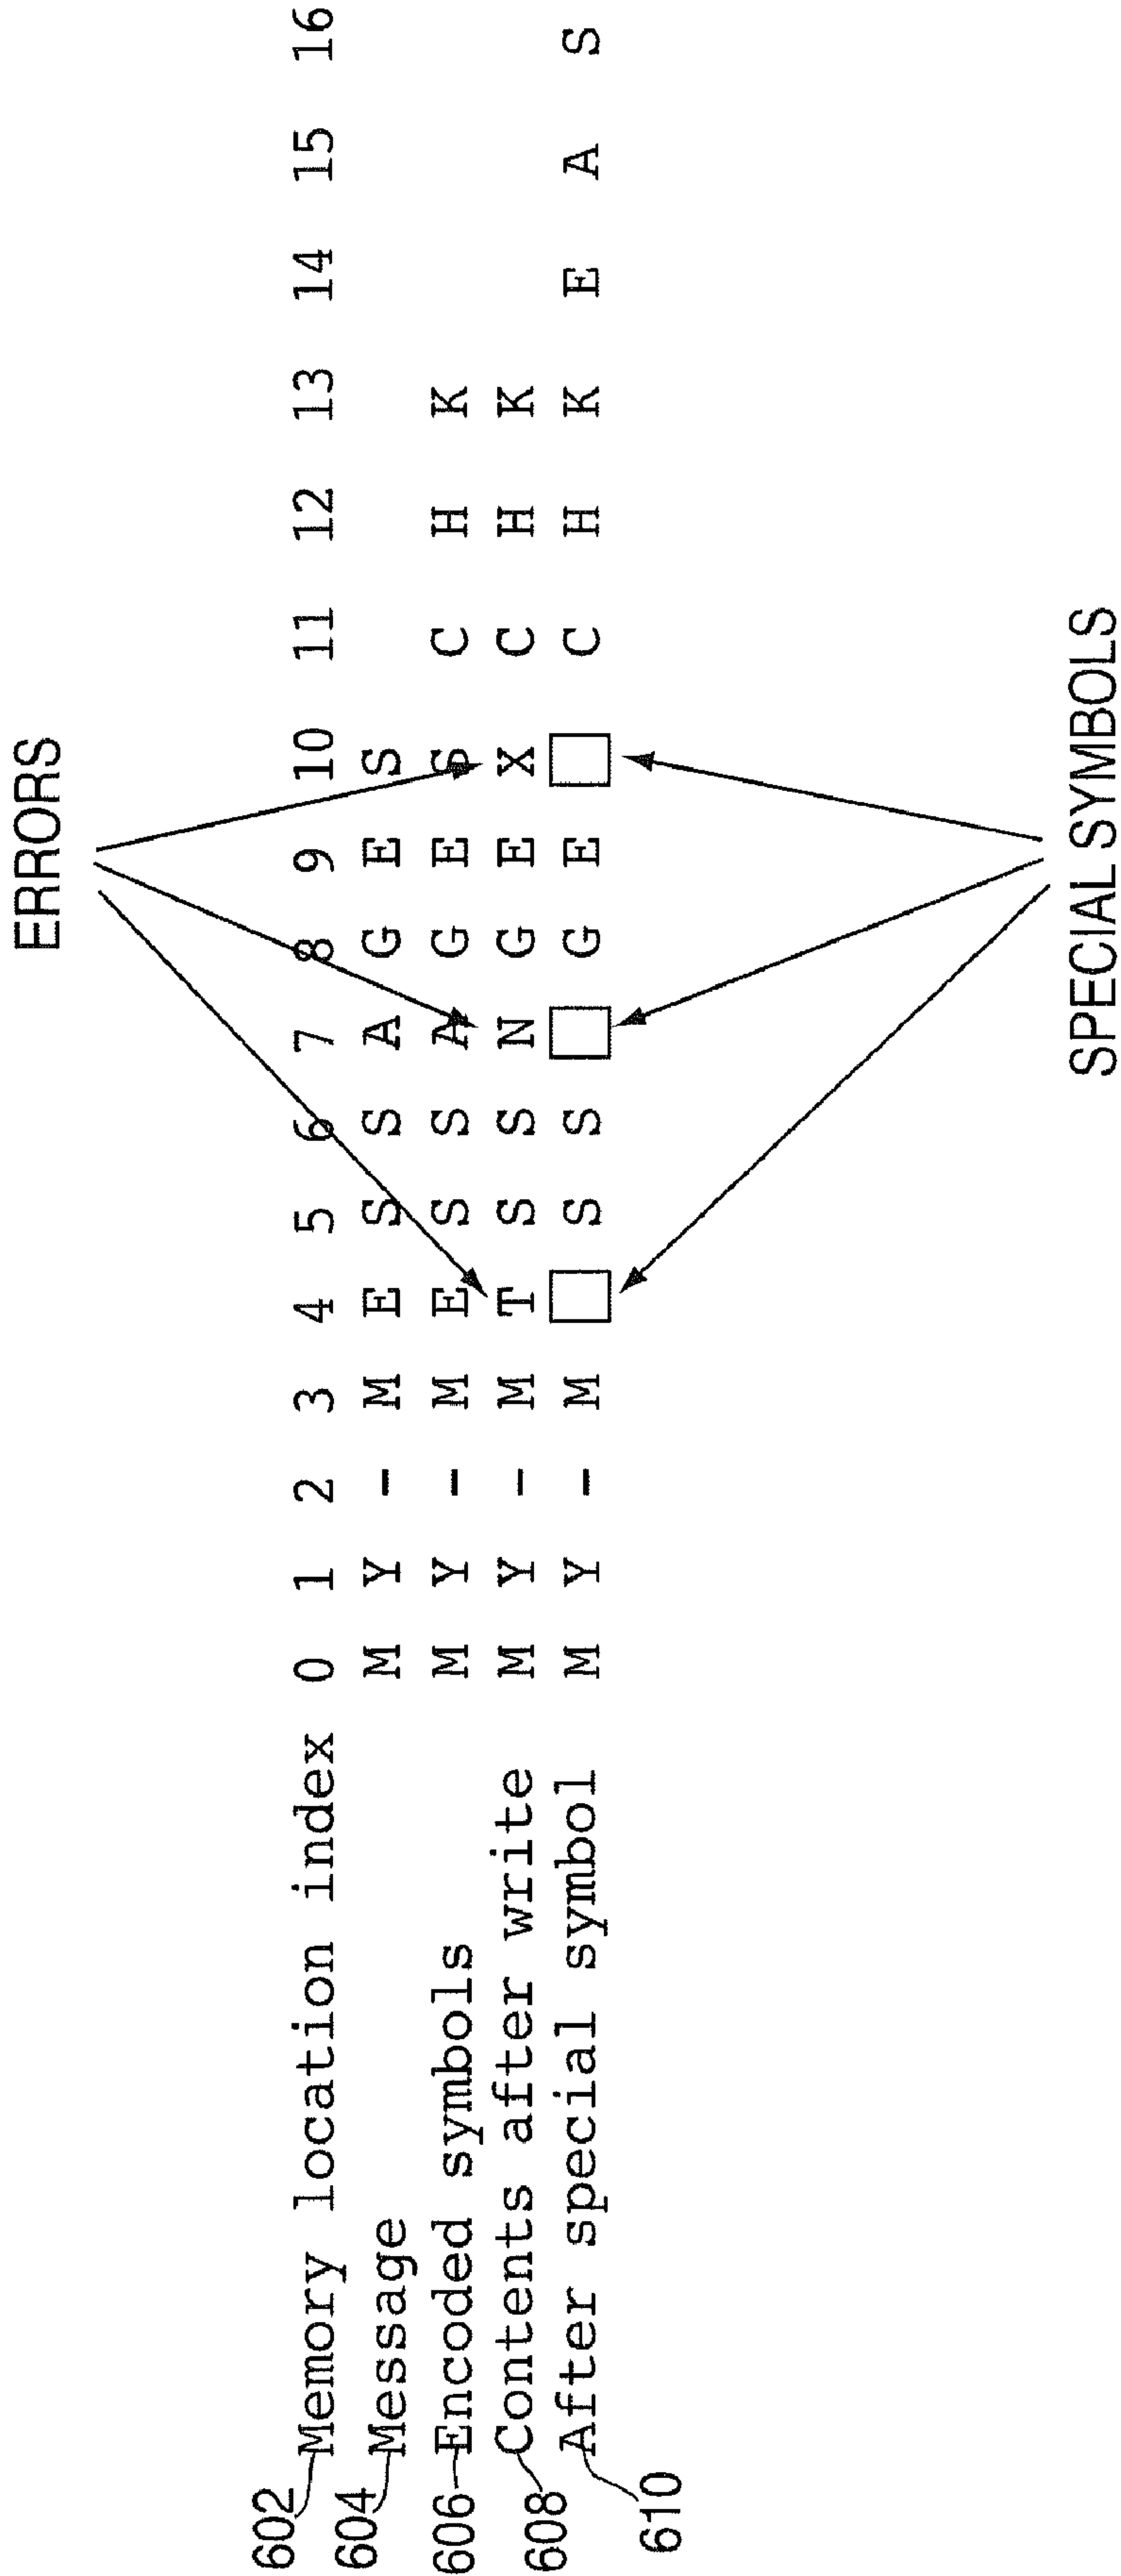 ERRORS
602 Memory location index 0 1 2 3 4 5 6 7 8 9 10 11 12 13 14 15 16
604 Message M Y - M E S S A G E S
606 Encoded symbols M Y - M E S S A G E S C H K
608 Contents after write M Y - M T S S N G E X C H K
610 After special symbol M Y - M S S G E C H K E A S
SPECIAL SYMBOLS